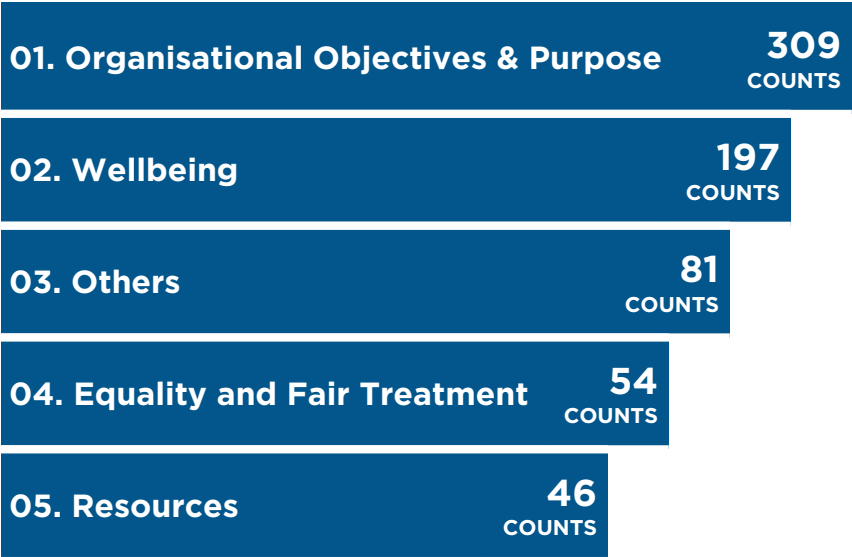 01. Organisational Objectives & Purpose
309
COUNTS
02. Wellbeing
197
COUNTS
03. Others
81
COUNTS
04. Equality and Fair Treatment
54
COUNTS
05. Resources
46
COUNTS